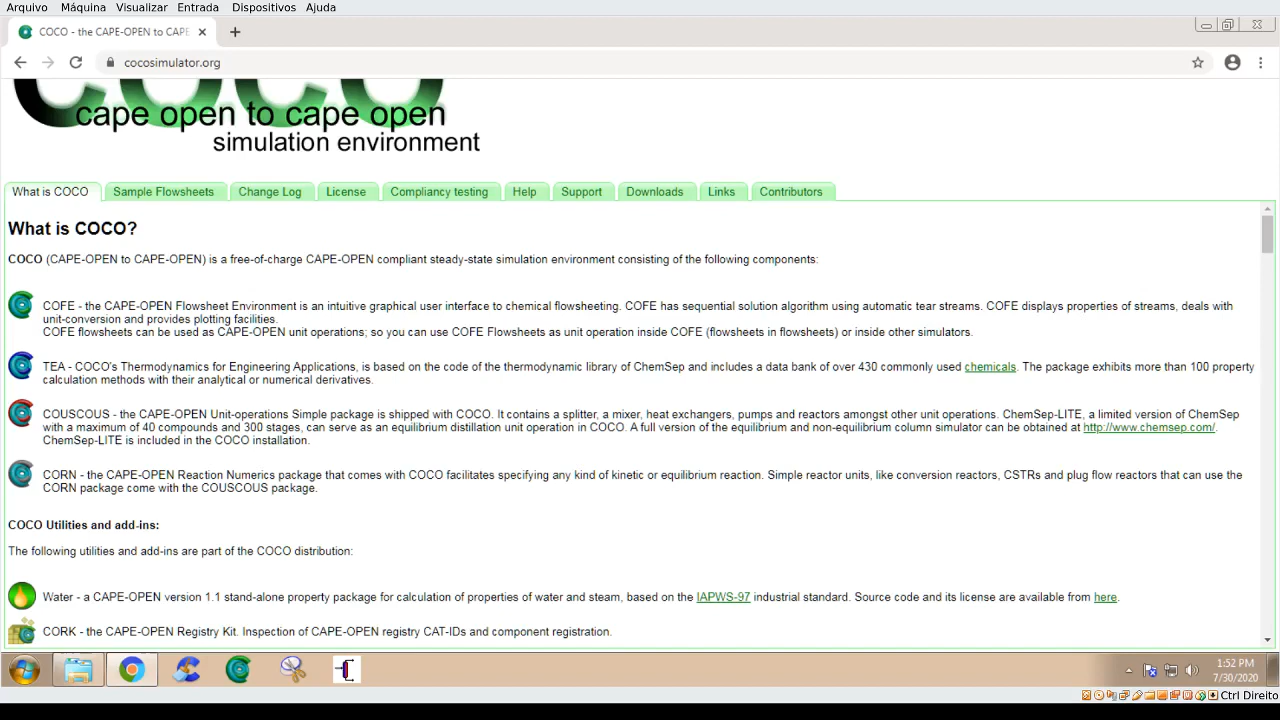 Arquivo Máquina Visualizar Entrada Dispositivos Ajuda
COCO - the CAPE-OPEN to CAPE
cocosimulator.org
COCO
cape open to cape open
simulation environment
What is COCO Sample Flowsheets Change Log License Compliancy testing Help Support Downloads Links Contributors
What is COCO?
COCO (CAPE-OPEN to CAPE-OPEN) is a free-of-charge CAPE-OPEN compliant steady-state simulation environment consisting of the following components:
COFE - the CAPE-OPEN Flowsheet Environment is an intuitive graphical user interface to chemical flowsheeting. COFE has sequential solution algorithm using automatic tear streams. COFE displays properties of streams, deals with
unit-conversion and provides plotting facilities.
COFE flowsheets can be used as CAPE-OPEN unit operations; so you can use COFE Flowsheets as unit operation inside COFE (flowsheets in flowsheets) or inside other simulators.
TEA - COCO's Thermodynamics for Engineering Applications, is based on the code of the thermodynamic library of ChemSep and includes a data bank of over 430 commonly used chemicals. The package exhibits more than 100 property
calculation methods with their analytical or numerical derivatives.
COUSCOUS - the CAPE-OPEN Unit-operations Simple package is shipped with COCO. It contains a splitter, a mixer, heat exchangers, pumps and reactors amongst other unit operations. ChemSep-LITE, a limited version of ChemSep
with a maximum of 40 compounds and 300 stages, can serve as an equilibrium distillation unit operation in COCO. A full version of the equilibrium and non-equilibrium column simulator can be obtained at http://www.chemsep.com/.
ChemSep-LITE is included in the COCO installation.
CORN - the CAPE-OPEN Reaction Numerics package that comes with COCO facilitates specifying any kind of kinetic or equilibrium reaction. Simple reactor units, like conversion reactors, CSTRs and plug flow reactors that can use the
CORN package come with the COUSCOUS package.
COCO Utilities and add-ins:
The following utilities and add-ins are part of the COCO distribution:
Water - a CAPE-OPEN version 1.1 stand-alone property package for calculation of properties of water and steam, based on the IAPWS-97 industrial standard. Source code and its license are available from here.
CORK - the CAPE-OPEN Registry Kit. Inspection of CAPE-OPEN registry CAT-IDs and component registration.
1:52 PM
7/30/2020
Ctrl Direito